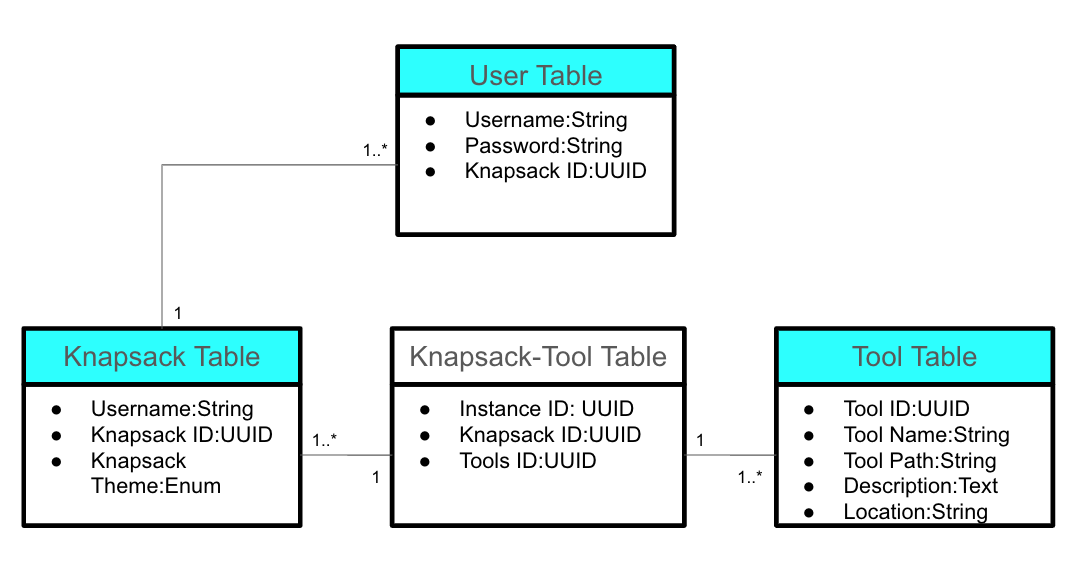 User Table
● Username:String
● Password:String
● Knapsack ID:UUID
1..*
1
Knapsack Table
● Username:String
● Knapsack ID:UUID
● Knapsack
Theme:Enum
1..*
1
Knapsack-Tool Table
● Instance ID: UUID
● Knapsack ID:UUID
● Tools ID:UUID
1
1..*
Tool Table
● Tool ID:UUID
● Tool Name:String
● Tool Path:String
● Description:Text
● Location:String